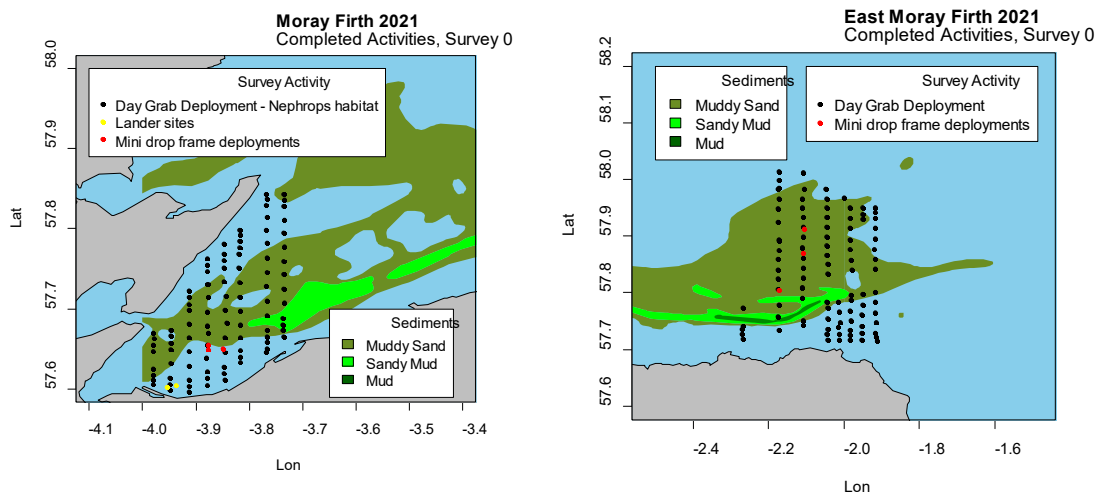 Moray Firth 2021
Completed Activities, Survey 0
Survey Activity
Day Grab Deployment - Nephrops habitat
Lander sites
Mini drop frame deployments
Sediments
Muddy Sand
Sandy Mud
Mud
58.0
57.9
57.8
57.7
57.6
Lat
-4.1
-4.0
-3.9
-3.8
-3.7
-3.6
-3.5
-3.4
Lon
East Moray Firth 2021
Completed Activities, Survey 0
Sediments
Muddy Sand
Sandy Mud
Mud
Survey Activity
Day Grab Deployment
Mini drop frame deployments
58.2
58.1
58.0
57.9
57.8
57.7
57.6
Lat
-2.4
-2.2
-2.0
-1.8
-1.6
Lon